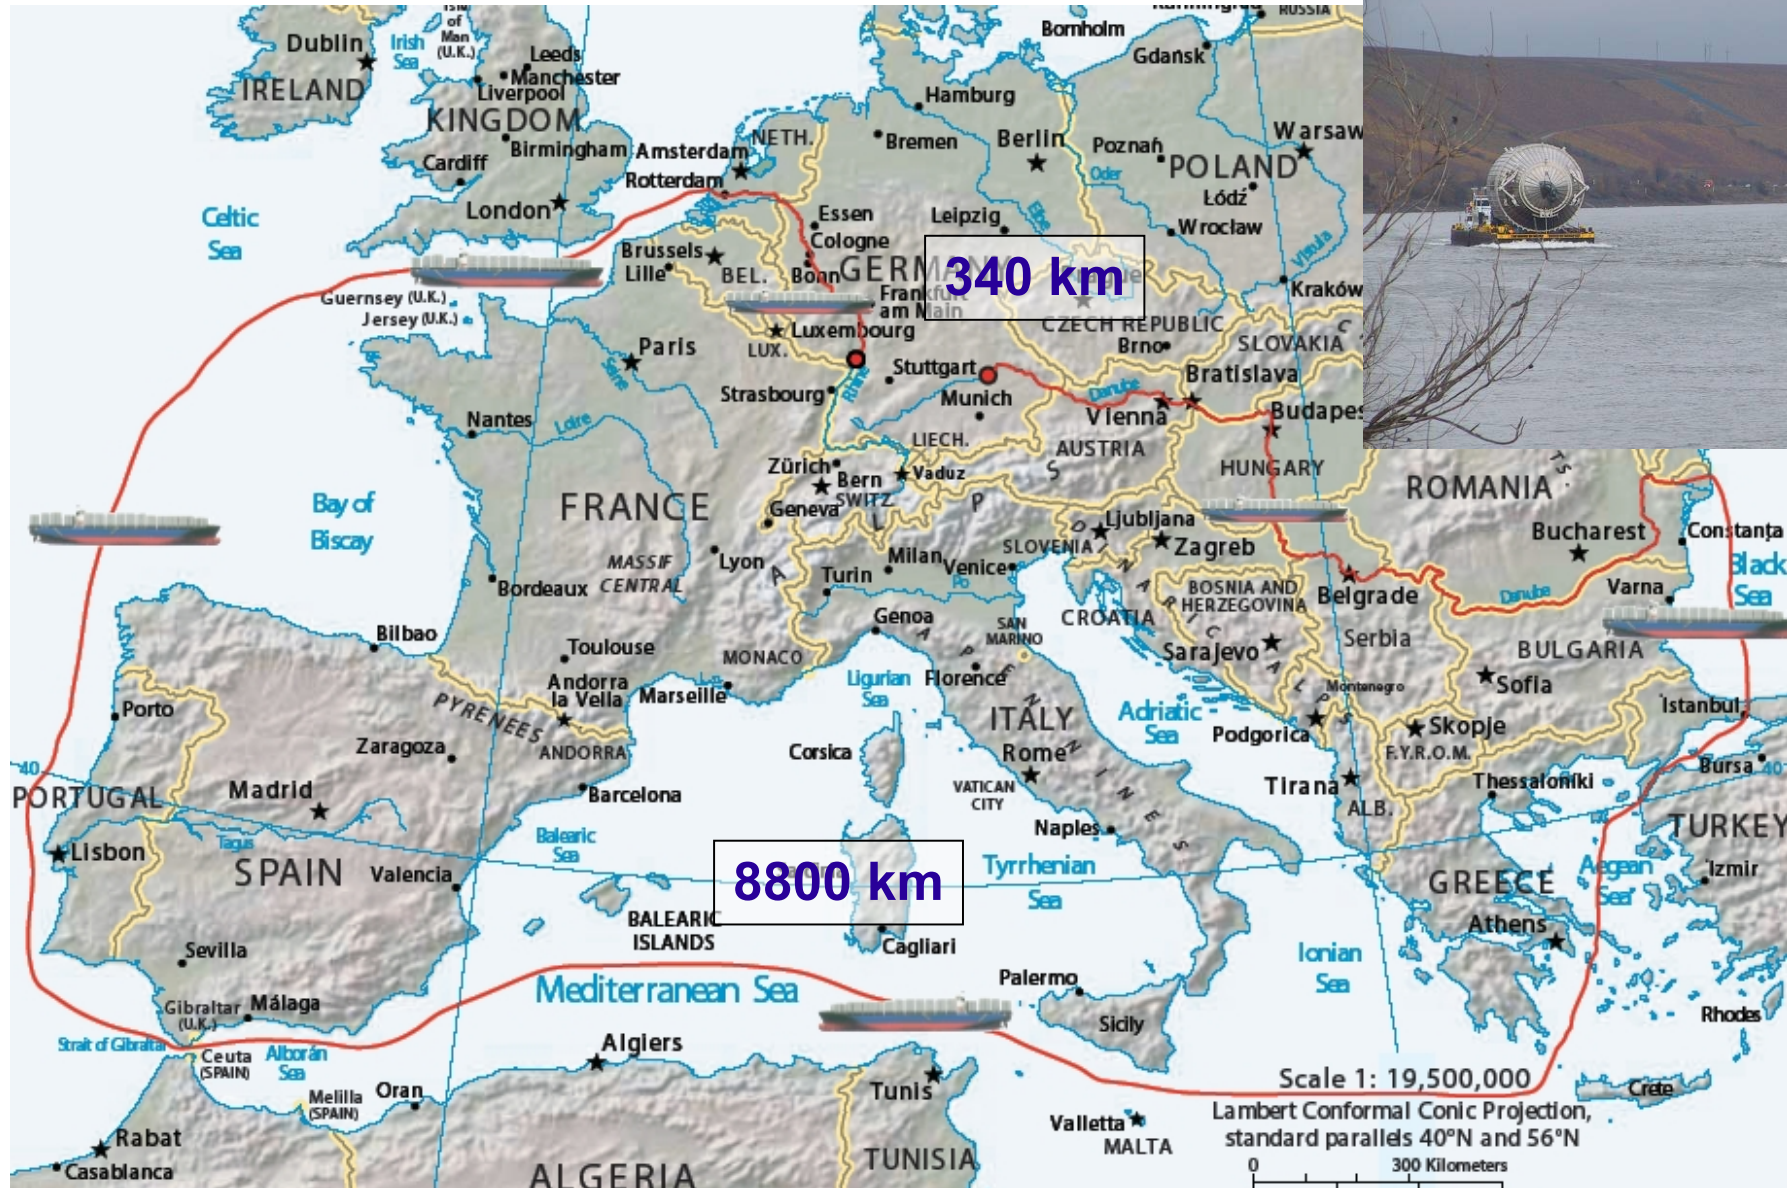 Dublin
Irish
Sea
Isle
of
Man
(U.K.)
IRELAND
Leeds
Manchester
Liverpool
KINGDOM
Birmingham
Cardiff
London
Celtic
Sea
Amsterdam
NETH.
Rotterdam
Hamburg
Bremen
Berlin
Bornholm
Gdańsk
RUSSIA
Poznań
Warsaw
POLAND
Oder
Łódź
Wrocław
Elbe
Leipzig
Vistula
Kraków
Essen
Cologne
Bonn
Brussels
Lille
BEL.
GERMANY
340 km
Frankfurt
am Main
Guernsey (U.K.)
Jersey (U.K.)
Luxembourg
LUX.
CZECH REPUBLIC
Brno
SLOVAKIA
Paris
Seine
Stuttgart
Strasbourg
Rhine
Munich
Danube
Bratislava
Vienna
Budapes
Nantes
Loire
LIECH.
AUSTRIA
Zürich
Bern
Vaduz
SWITZ.
Geneva
HUNGARY
ROMANIA
FRANCE
Bay of
Biscay
A L P S
MASSIF
CENTRAL
Lyon
Milan
Venice
Turin
Po
Ljubljana
SLOVENIA
Zagreb
Bucharest
Constanța
Black
Sea
Bordeaux
CROATIA
BOSNIA AND
HERZEGOVINA
Belgrade
Danube
Varna
Genoa
SAN
MARINO
DINARIC ALPS
Sarajevo
Serbia
BULGARIA
Bilbao
Toulouse
MONACO
Andorra
la Vella
Marseille
Ligurian
Sea
Florence
APENNINES
Montenegro
Sofia
Porto
PYRENEES
ANDORRA
Zaragoza
Corsica
ITALY
Rome
Adriatic
Sea
Podgorica
Skopje
F.Y.R.O.M.
Istanbul
Bursa
40
40
PORTUGAL
Madrid
Barcelona
VATICAN
CITY
Tirana
ALB.
Thessaloniki
Naples
TURKEY
Lisbon
Tagus
SPAIN
Balearic
Sea
Valencia
8800 km
Tyrrhenian
Sea
GREECE
Aegean
Sea
Izmir
BALEARIC
ISLANDS
Cagliari
Athens
Sevilla
Ionian
Sea
Gibraltar
(U.K.)
Málaga
Mediterranean Sea
Palermo
Sicily
Rhodes
Strait of Gibraltar
Ceuta
(SPAIN)
Alborán
Sea
Algiers
Melilla
(SPAIN)
Oran
Tunis
Scale 1: 19,500,000
Crete
Rabat
Casablanca
Valletta
MALTA
Lambert Conformal Conic Projection,
standard parallels 40°N and 56°N
ALGERIA
TUNISIA
0 300 Kilometers